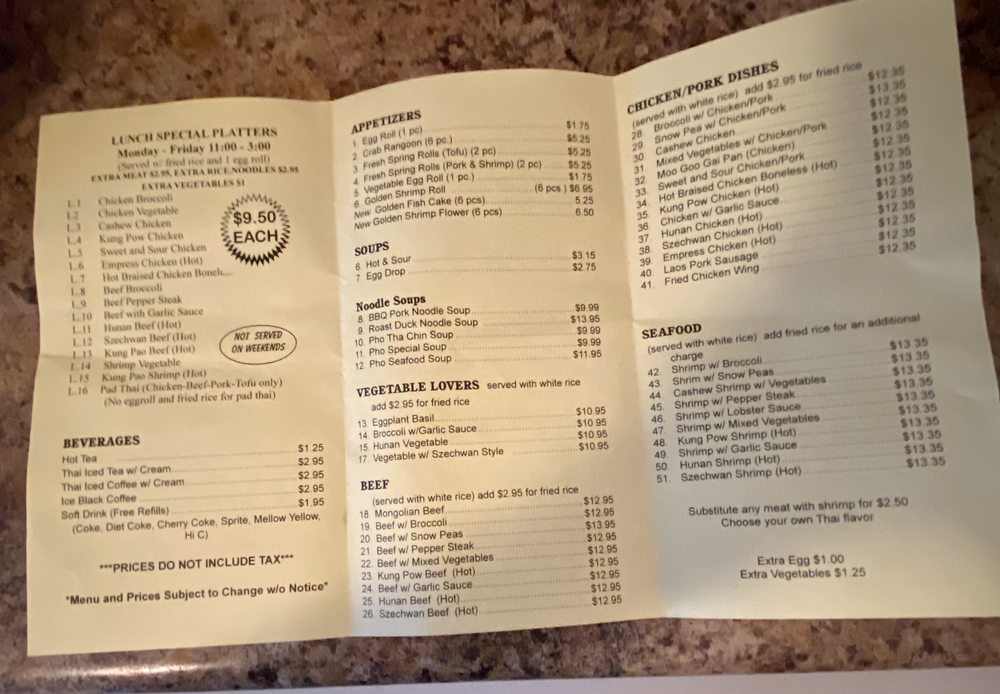 LUNCH SPECIAL PLATTERS
Monday - Friday 11:00 - 3:00
(Served w/ fried rice and 1 egg roll)
EXTRA MEAT $1.95, EXTRA RICE/NOODLES $2.95
EXTRA VEGETABLES $1
L.1 Chicken Broccoli
L2 Chicken Vegetable
L.3 Cashew Chicken
L.4 Kung Pow Chicken
L.5 Sweet and Sour Chicken
L.6 Empress Chicken (Hot)
L.7 Hot Braised Chicken
L.8 Beef Broccoli
L.9 Beef Pepper Steak
L.10 Beef with Garlic Sauce
L.11 Hunan Beef (Hot)
L.12 Szechwan Beef (Hot)
L.13 Kung Pao Beef (Hot)
L.14 Shrimp Vegetable
L.15 Kung Pao Shrimp (Hot)
L.16 Pad Thai (Chicken-Beef-Pork-Tofu only)
(No eggroll and fried rice for pad thai)
$9.50
EACH
NOT SERVED
ON WEEKENDS
BEVERAGES
Hot Tea $1.25
Thai Iced Tea w/ Cream $2.95
Thai Iced Coffee w/ Cream $2.95
Ice Black Coffee $2.95
Soft Drink (Free Refills) $1.95
(Coke, Diet Coke, Cherry Coke, Sprite, Mellow Yellow,
Hi C)
***PRICES DO NOT INCLUDE TAX***
*Menu and Prices Subject to Change w/o Notice*
APPETIZERS
1. Egg Roll (1 pc) $1.75
2. Crab Rangoon (6 pc ) $5.25
3. Fresh Spring Rolls (Tofu) (2 pc) $5.25
4. Fresh Spring Rolls (Pork & Shrimp) (2 pc) $5.25
5. Vegetable Egg Roll (1 pc ) $1.75
6. Golden Shrimp Roll (6 pcs ) $6.95
New Golden Fish Cake (6 pcs) 5.25
New Golden Shrimp Flower (6 pcs) 6.50
SOUPS
6. Hot & Sour $3.15
7. Egg Drop $2.75
Noodle Soups
8. BBQ Pork Noodle Soup $9.99
9. Roast Duck Noodle Soup $13.95
10. Pho Tha Chin Soup $9.99
11. Pho Special Soup $9.99
12. Pho Seafood Soup $11.95
VEGETABLE LOVERS served with white rice
add $2.95 for fried rice
13. Eggplant Basil $10.95
14. Broccoli w/Garlic Sauce $10.95
15. Hunan Vegetable $10.95
17. Vegetable w/ Szechwan Style $10.95
BEEF
(served with white rice) add $2.95 for fried rice
18. Mongolian Beef $12.95
19. Beef w/ Broccoli $12.95
20. Beef w/ Snow Peas $13.95
21. Beef w/ Pepper Steak $12.95
22. Beef w/ Mixed Vegetables $12.95
23. Kung Pow Beef (Hot) $12.95
24. Beef w/ Garlic Sauce $12.95
25. Hunan Beef (Hot) $12.95
26. Szechwan Beef (Hot) $12.95
CHICKEN/PORK DISHES
(served with white rice) add $2.95 for fried rice
28. Broccoli w/ Chicken/Pork $12.35
29. Snow Pea w/ Chicken/Pork $13.35
30. Cashew Chicken $12.35
31. Mixed Vegetables w/ Chicken/Pork $12.35
32. Moo Goo Gai Pan (Chicken) $12.35
33. Sweet and Sour Chicken/Pork $12.35
34. Hot Braised Chicken Boneless (Hot) $12.35
35. Kung Pow Chicken (Hot) $12.35
36. Chicken w/ Garlic Sauce $12.35
37. Hunan Chicken (Hot) $12.35
38. Szechwan Chicken (Hot) $12.35
39. Empress Chicken (Hot) $12.35
40. Laos Pork Sausage $12.35
41. Fried Chicken Wing $12.35
SEAFOOD
(served with white rice) add fried rice for an additional
charge
42. Shrimp w/ Broccoli $13.35
43. Shrim w/ Snow Peas $13.35
44. Cashew Shrimp w/ Vegetables $13.35
45. Shrimp w/ Pepper Steak $13.35
46. Shrimp w/ Lobster Sauce $13.35
47. Shrimp w/ Mixed Vegetables $13.35
48. Kung Pow Shrimp (Hot) $13.35
49. Shrimp w/ Garlic Sauce $13.35
50. Hunan Shrimp (Hot) $13.35
51. Szechwan Shrimp (Hot) $13.35
Substitute any meat with shrimp for $2.50
Choose your own Thai flavor
Extra Egg $1.00
Extra Vegetables $1.25